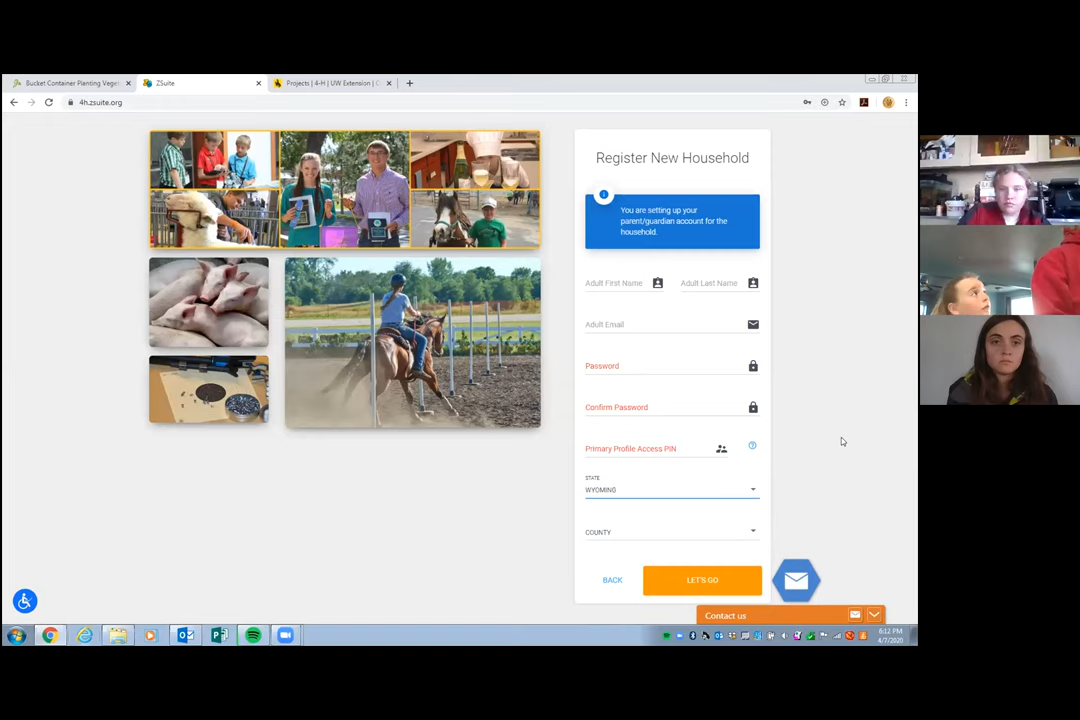 Bucket Container Planting Veget
ZSuite
Projects | 4-H | UW Extension | C
4h.zsuite.org
Register New Household
You are setting up your
parent/guardian account for the
household.
Adult First Name
Adult Last Name
Adult Email
Password
Confirm Password
Primary Profile Access PIN
STATE
WYOMING
COUNTY
BACK
LET'S GO
Contact us
6:12 PM
4/7/2020